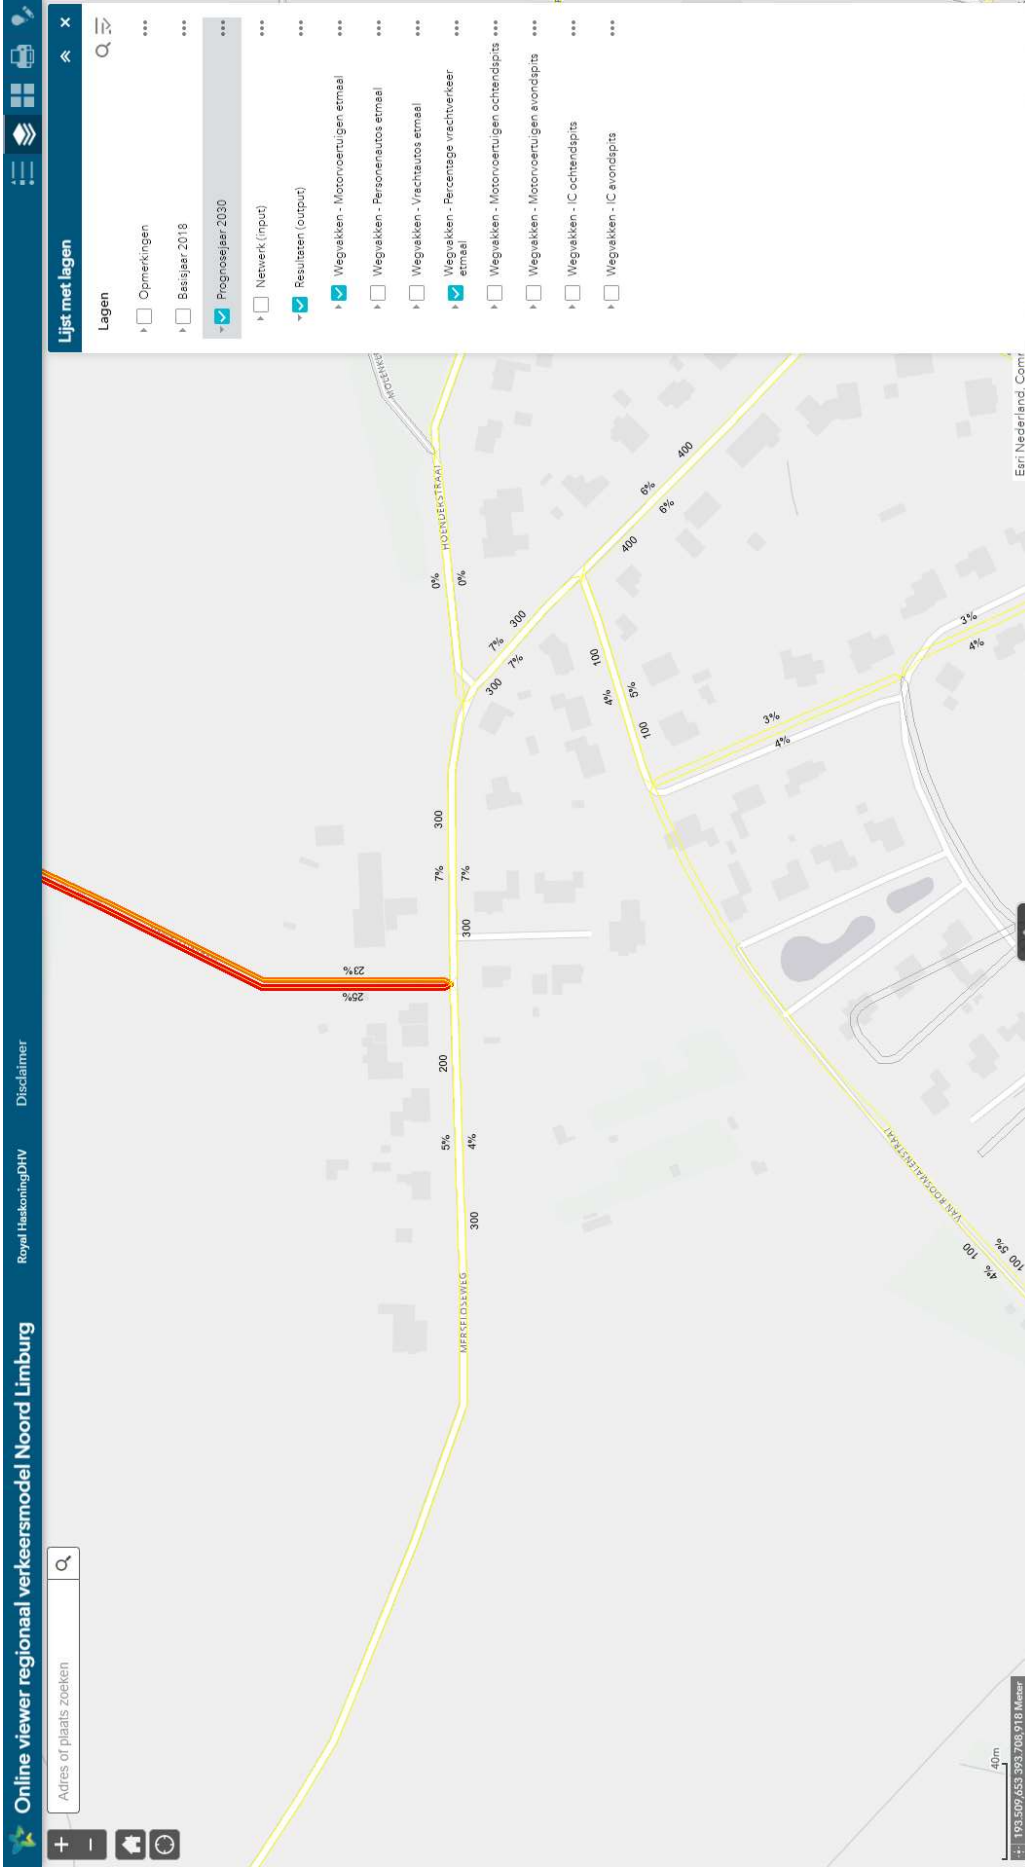 Online viewer regionaal verkeersmodel Noord Limburg
Royal HaskoningDHV
Disclaimer
Adres of plaats zoeken
+
−
Lijst met lagen
Lagen
Opmerkingen
Basisjaar 2018
Prognosejaar 2030
Netwerk (input)
Resultaten (output)
Wegvakken - Motorvoertuigen etmaal
Wegvakken - Personenautos etmaal
Wegvakken - Vrachtautos etmaal
Wegvakken - Percentage vrachtverkeer
etmaal
Wegvakken - Motorvoertuigen ochtendspits
Wegvakken - Motorvoertuigen avondspits
Wegvakken - IC ochtendspits
Wegvakken - IC avondspits
23%
25%
HOENDERSTRAAT
0%
0%
300
7%
7%
300
200
5%
4%
300
MERSELOSEWEG
7%
300
7%
300
400
6%
6%
400
100
4%
5%
100
3%
4%
3%
4%
VAN ROOSMALENSTRAAT
100
4%
5%
100
40m
193.509,653 393.708,918 Meter